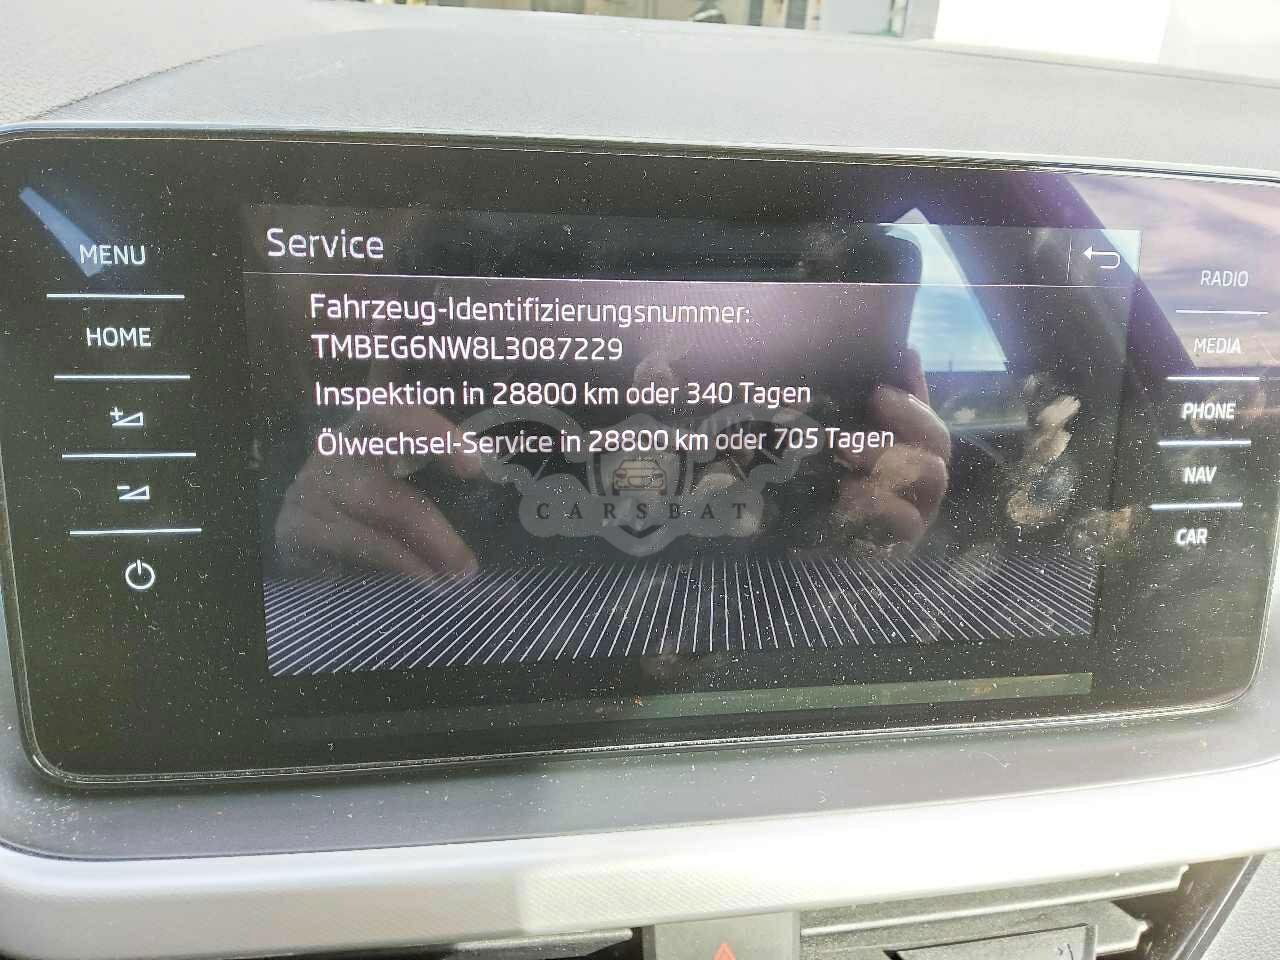 Service
Fahrzeug-Identifizierungsnummer:
TMBEG6NW8L3087229
Inspektion in 28800 km oder 340 Tagen
Ölwechsel-Service in 28800 km oder 705 Tagen
CARSBAT
MENU
HOME
RADIO
MEDIA
PHONE
NAV
CAR